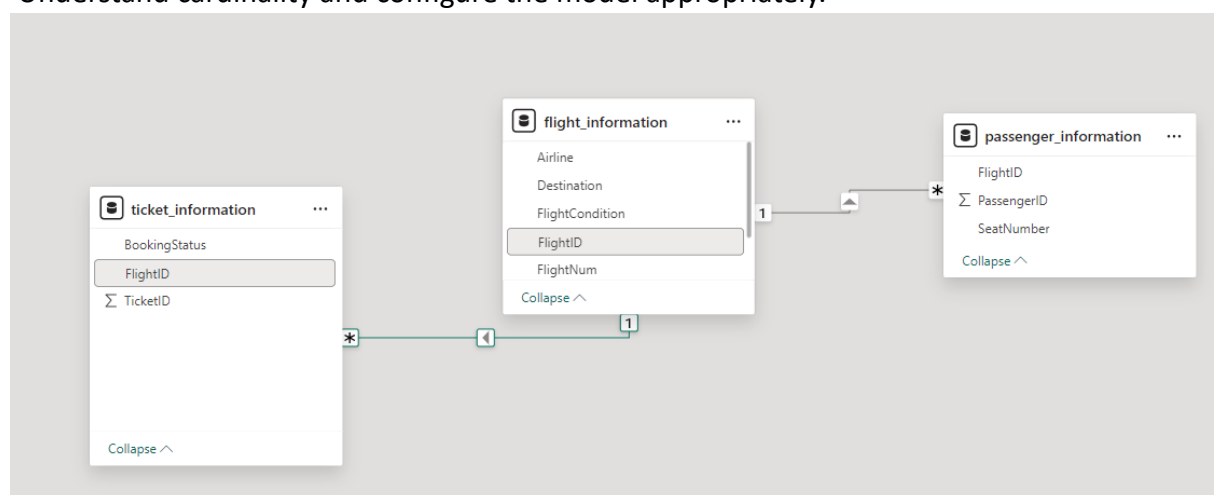 Understand cardinality and configure the model appropriately.
flight_information
Airline
Destination
FlightCondition
FlightID
FlightNum
Collapse
1
1
passenger_information
FlightID
Σ PassengerID
SeatNumber
Collapse
*
ticket_information
BookingStatus
FlightID
Σ TicketID
Collapse
*